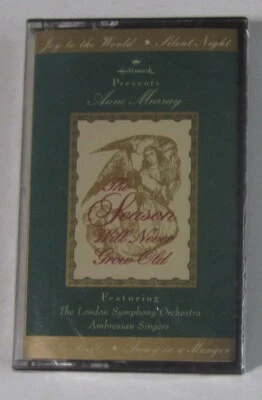 Joy to the World • Silent Night
Hallmark
Presents
Anne Murray
The
Season
Will Never
Grow Old
Featuring
The London Symphony Orchestra
Ambrosian Singers
Away in a Manger